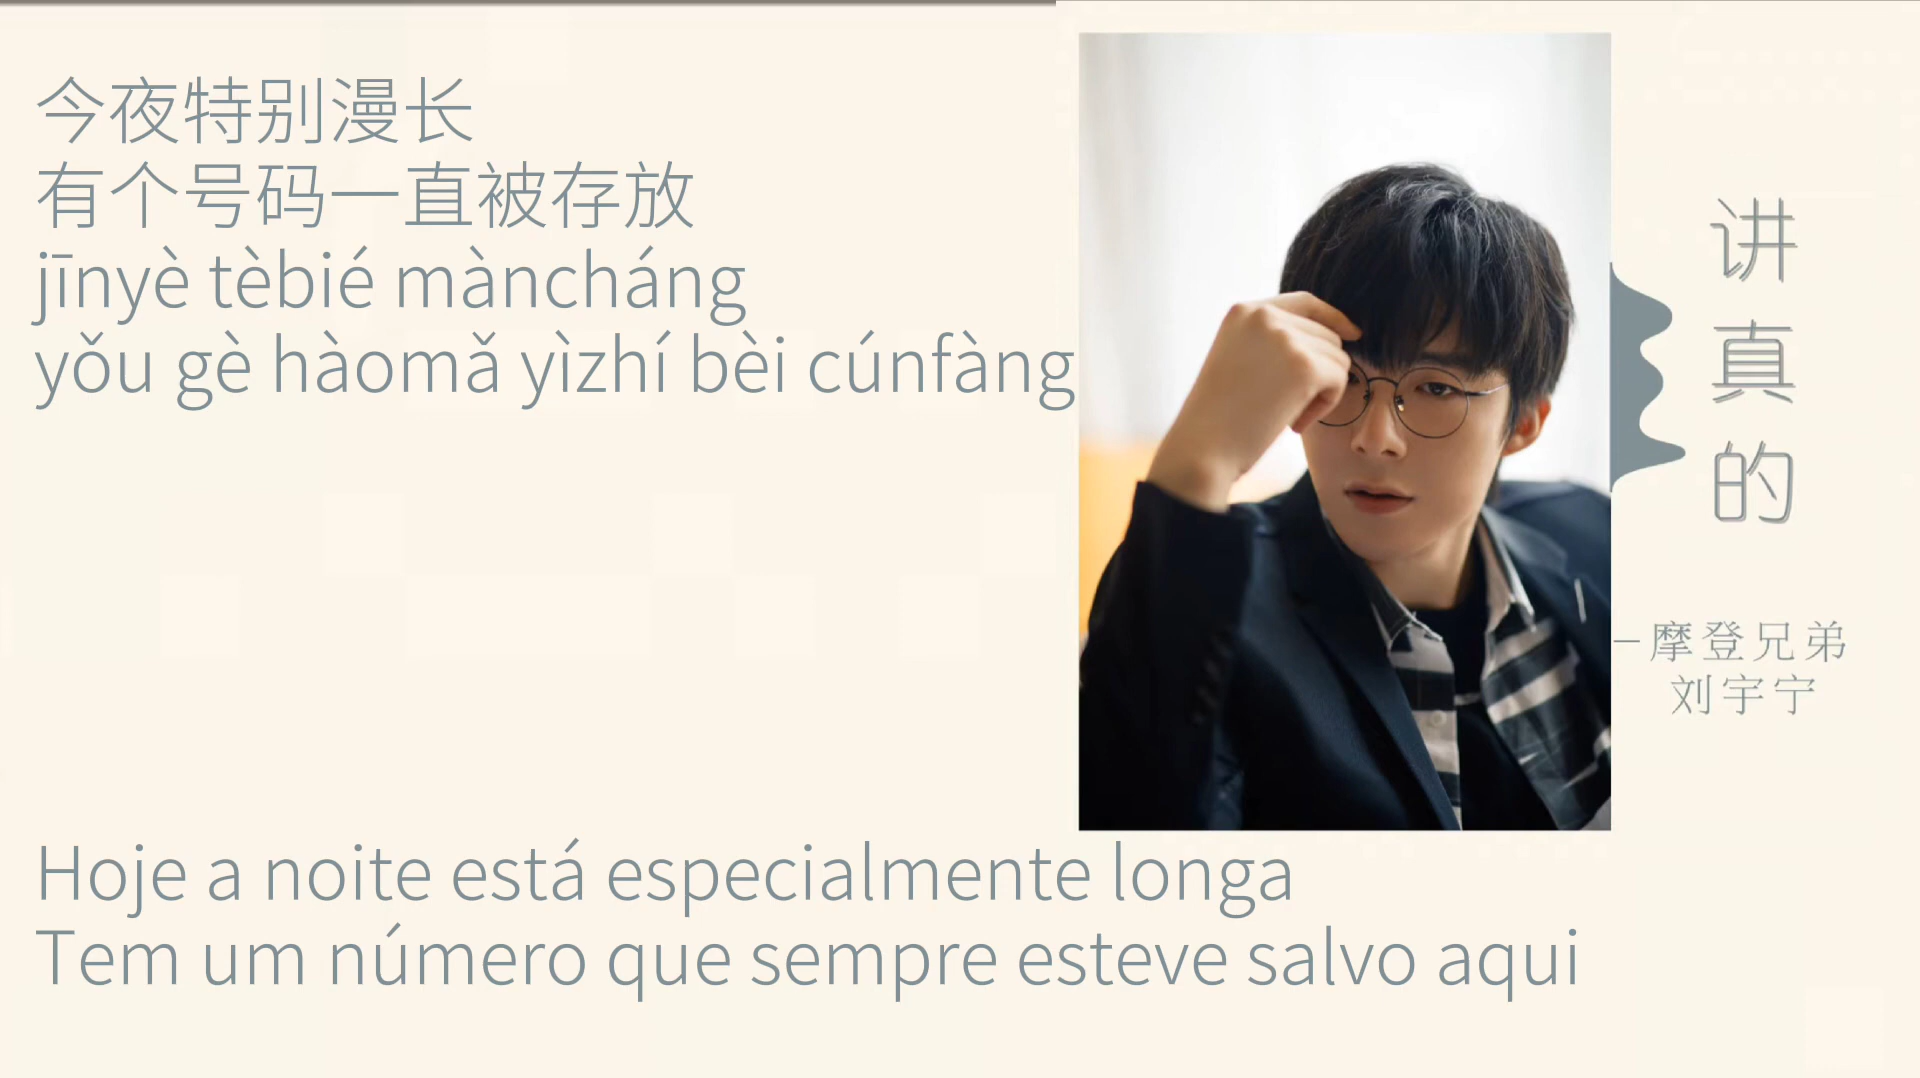 今夜特别漫长
有个号码一直被存放
jīnyè tèbié màncháng
yǒu gè hàomǎ yìzhí bèi cúnfàng
讲真的
–摩登兄弟
刘宇宁
Hoje a noite está especialmente longa
Tem um número que sempre esteve salvo aqui